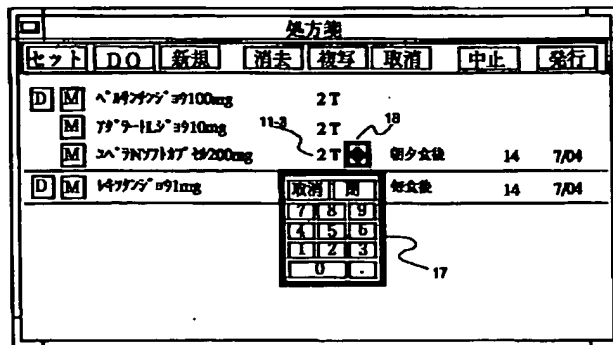 処方箋
セット DO 新規 消去 複写 取消 中止 発行
D M ペルサンチンジョウ100mg 2T
M アダラートLジョウ10mg 2T
M ユベラNソフトカプセル200mg 2T 朝夕食後 14 7/04
D M レキソタンジョウ1mg 毎食後 14 7/04
11-3
18
取消 閉
7 8 9
4 5 6
1 2 3
0 .
17